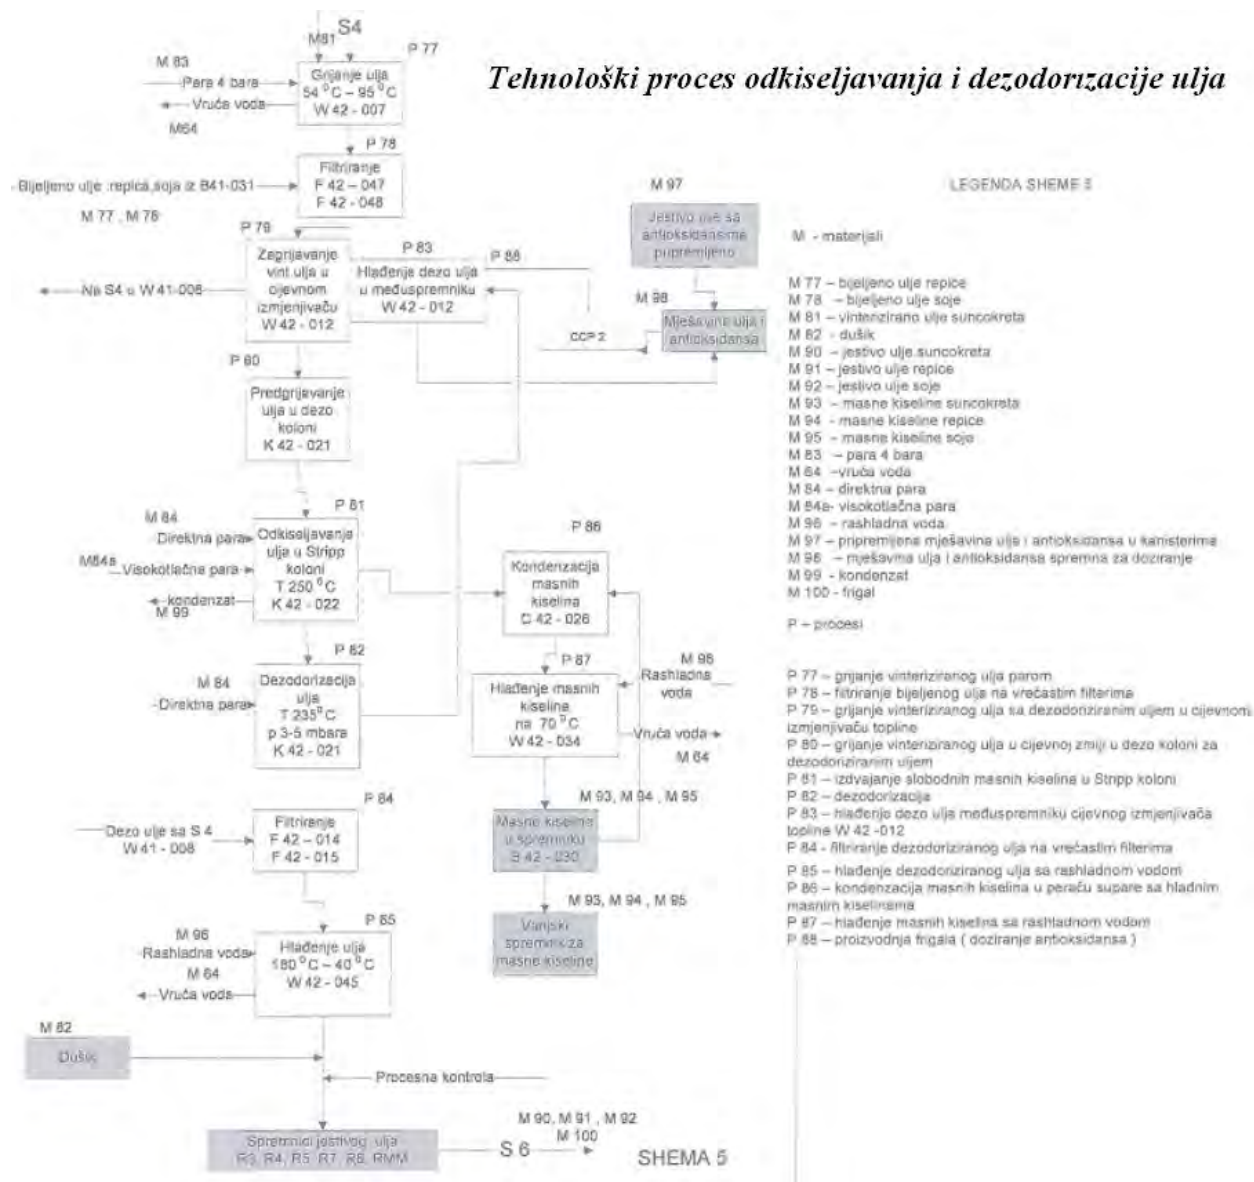 S4
M81
P 77
M 83
Para 4 bara
Vruća voda
M64
Grijanje ulja
54 °C – 95 °C
W 42 - 007
Tehnološki proces odkiseljavanja i dezodorizacije ulja
P 78
Filtriranje
F 42 – 047
F 42 - 048
Bijeljeno ulje repica, soja iz B41-031
M 77 , M 78
P 79
Zagrijavanje
vint ulja u
cijevnom
izmjenjivaču
W 42 - 012
P 83
Hlađenje dezo ulja
u međuspremniku
W 42 - 012
P 88
Na S4 u W 41-008
M 97
Jestivo ulje sa
antioksidansima
pripremljeno
M 98
Mješavina ulja i
antioksidansa
CCP 2
P 80
Predgrijavanje
ulja u dezo
koloni
K 42 - 021
P 81
M 84
Direktna para
M84a
Visokotlačna para
kondenzat
M 99
Odkiseljavanje
ulja u Stripp
koloni
T 250 °C
K 42 - 022
P 86
Kondenzacija
masnih
kiselina
C 42 - 026
P 82
M 84
Direktna para
Dezodorizacija
ulja
T 235°C
p 3-5 mbara
K 42 - 021
P 87
Hlađenje masnih
kiselina
na 70 °C
W 42 - 034
M 96
Rashladna
voda
Vruća voda
M 64
M 93, M 94 , M 95
Masne kiseline
u spremniku
B 42 - 030
M 93, M 94 , M 95
Vanjski
spremnik za
masne kiseline
P 84
Dezo ulje sa S 4
W 41 - 008
Filtriranje
F 42 – 014
F 42 - 015
P 85
M 96
Rashladna voda
M 64
Vruća voda
Hlađenje ulja
180 °C – 40 °C
W 42 - 045
M 82
Dušik
Procesna kontrola
Spremnici jestivog ulja
R3, R4, R5, R7, R8, RMM
M 90, M 91 , M 92
M 100
S 6
SHEMA 5
LEGENDA SHEME 5
M - materijali
M 77 – bijeljeno ulje repice
M 78 – bijeljeno ulje soje
M 81 – vinterizirano ulje suncokreta
M 82 - dušik
M 90 – jestivo ulje suncokreta
M 91 – jestivo ulje repice
M 92 – jestivo ulje soje
M 93 – masne kiseline suncokreta
M 94 – masne kiseline repice
M 95 – masne kiseline soje
M 83 – para 4 bara
M 64 –vruća voda
M 84 – direktna para
M 84a- visokotlačna para
M 96 – rashladna voda
M 97 – pripremljena mješavina ulja i antioksidansa u kanisterima
M 98 – mješavina ulja i antioksidansa spremna za doziranje
M 99 - kondenzat
M 100 - frigal
P – procesi
P 77 – grijanje vinteriziranog ulja parom
P 78 – filtriranje bijeljenog ulja na vrećastim filterima
P 79 – grijanje vinteriziranog ulja sa dezodoriziranim uljem u cijevnom
izmjenjivaču topline
P 80 – grijanje vinteriziranog ulja u cijevnoj zmiji u dezo koloni za
dezodoriziranim uljem
P 81 – izdvajanje slobodnih masnih kiselina u Stripp koloni
P 82 – dezodorizacija
P 83 – hlađenje dezo ulja međuspremniku cijevnog izmjenjivača
topline W 42 -012
P 84 - filtriranje dezodoriziranog ulja na vrećastim filterima
P 85 – hlađenje dezodoriziranog ulja sa rashladnom vodom
P 86 – kondenzacija masnih kiselina u peraču supare sa hladnim
masnim kiselinama
P 87 – hlađenje masnih kiselina sa rashladnom vodom
P 88 – proizvodnja frigala ( doziranje antioksidansa )